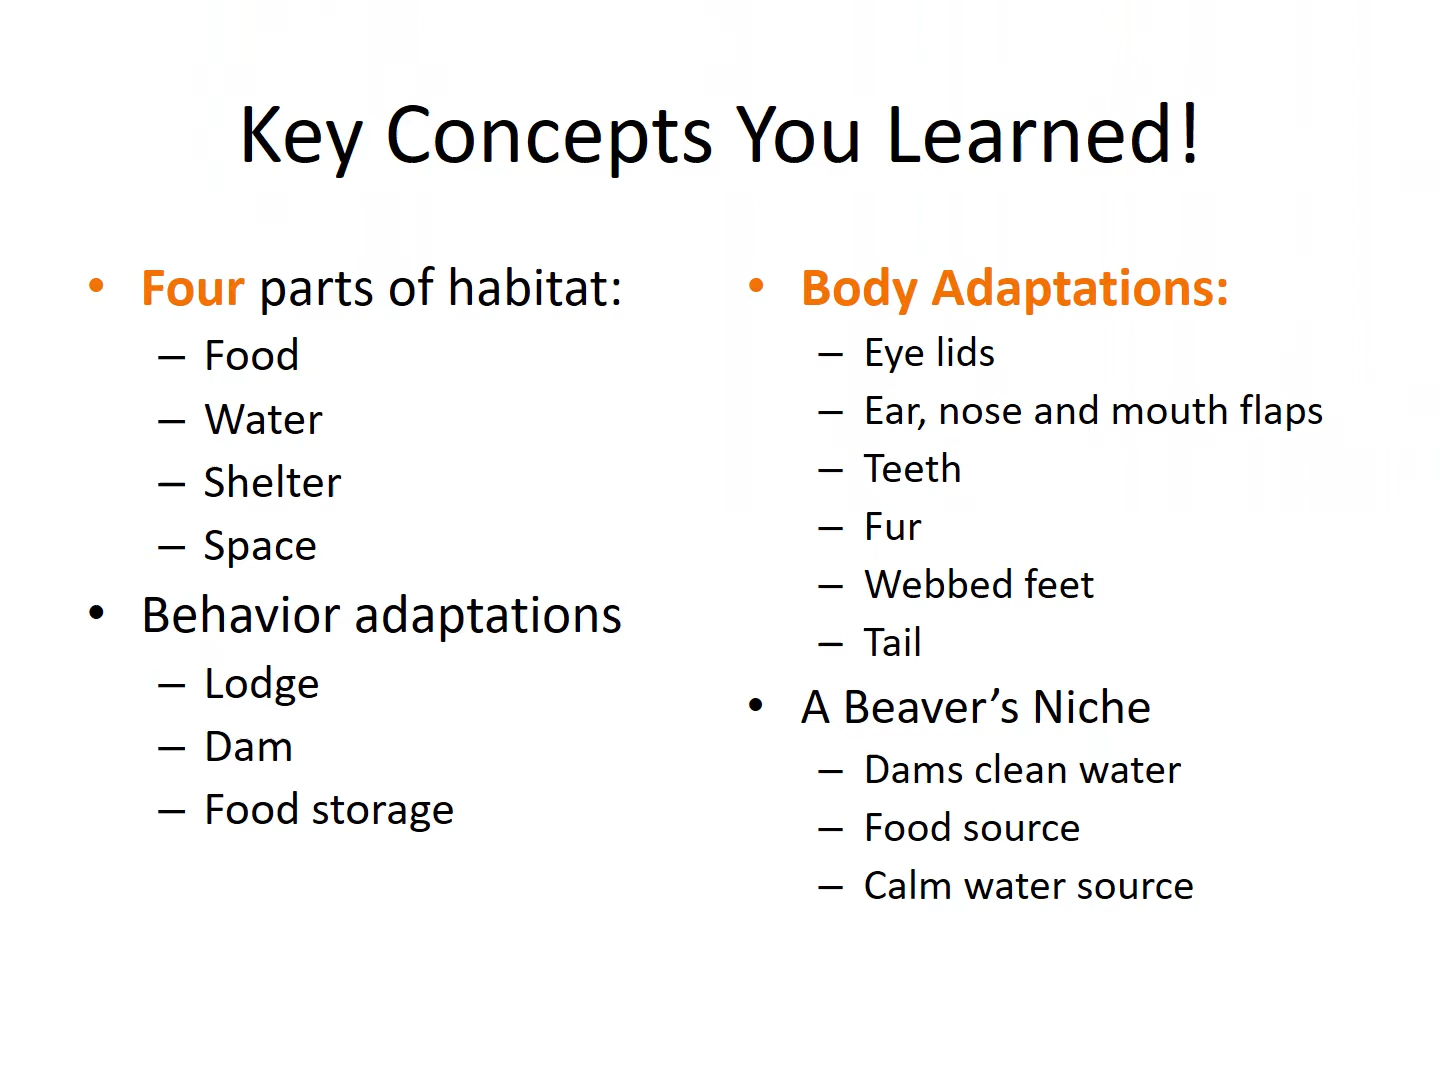 Key Concepts You Learned!
• Four parts of habitat:
– Food
– Water
– Shelter
– Space
• Behavior adaptations
– Lodge
– Dam
– Food storage
• Body Adaptations:
– Eye lids
– Ear, nose and mouth flaps
– Teeth
– Fur
– Webbed feet
– Tail
• A Beaver’s Niche
– Dams clean water
– Food source
– Calm water source